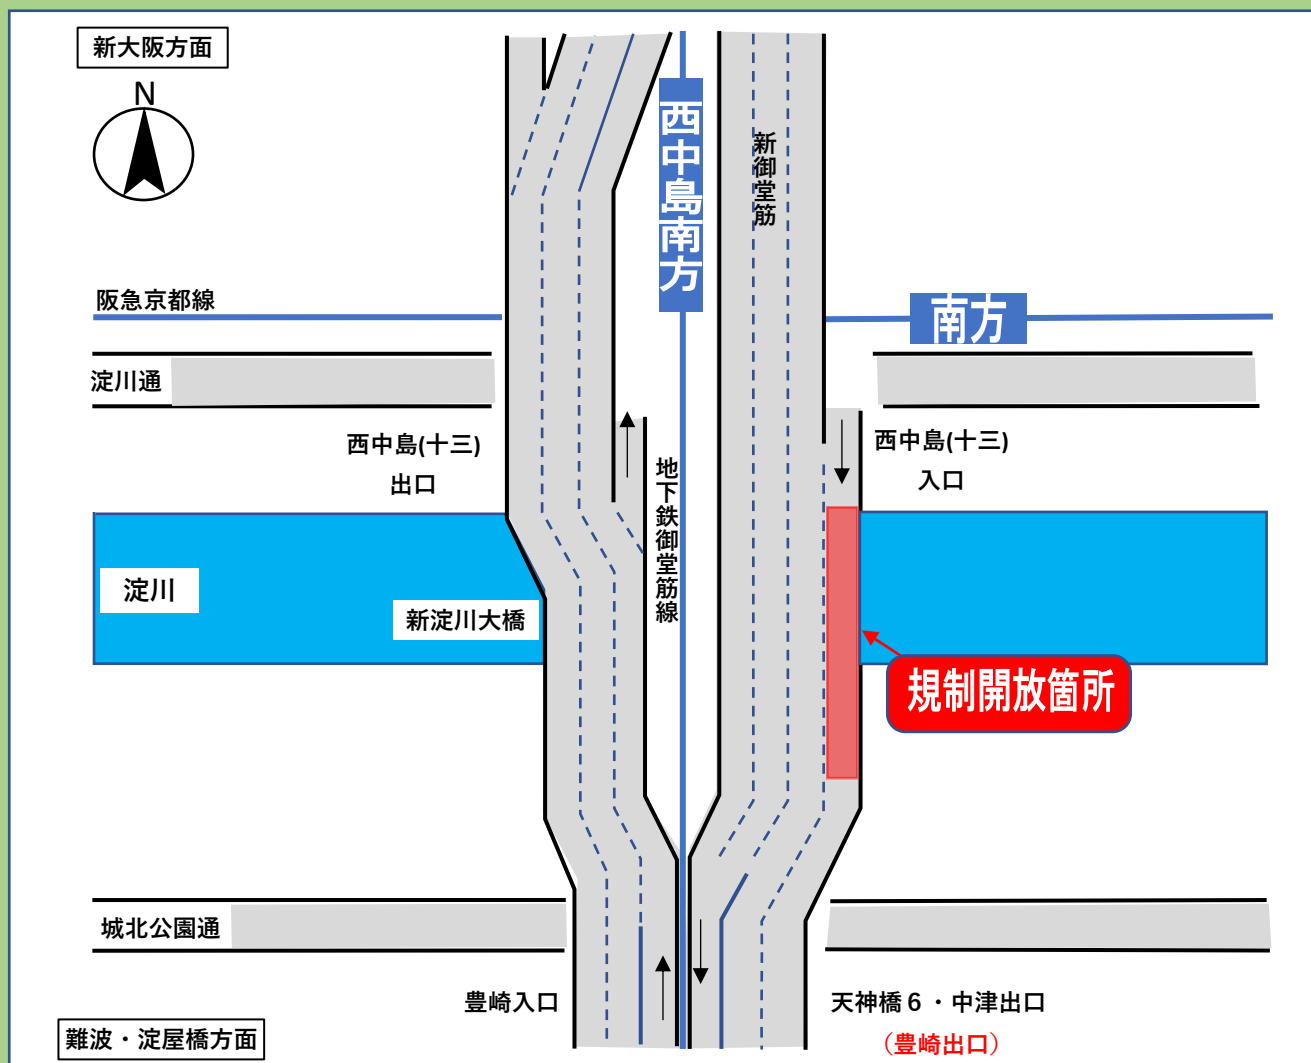 新大阪方面
N
西中島南方
新御堂筋
阪急京都線
南方
淀川通
西中島(十三)
出口
西中島(十三)
入口
地下鉄御堂筋線
淀川
新淀川大橋
規制開放箇所
城北公園通
豊崎入口
天神橋6・中津出口
(豊崎出口)
難波・淀屋橋方面